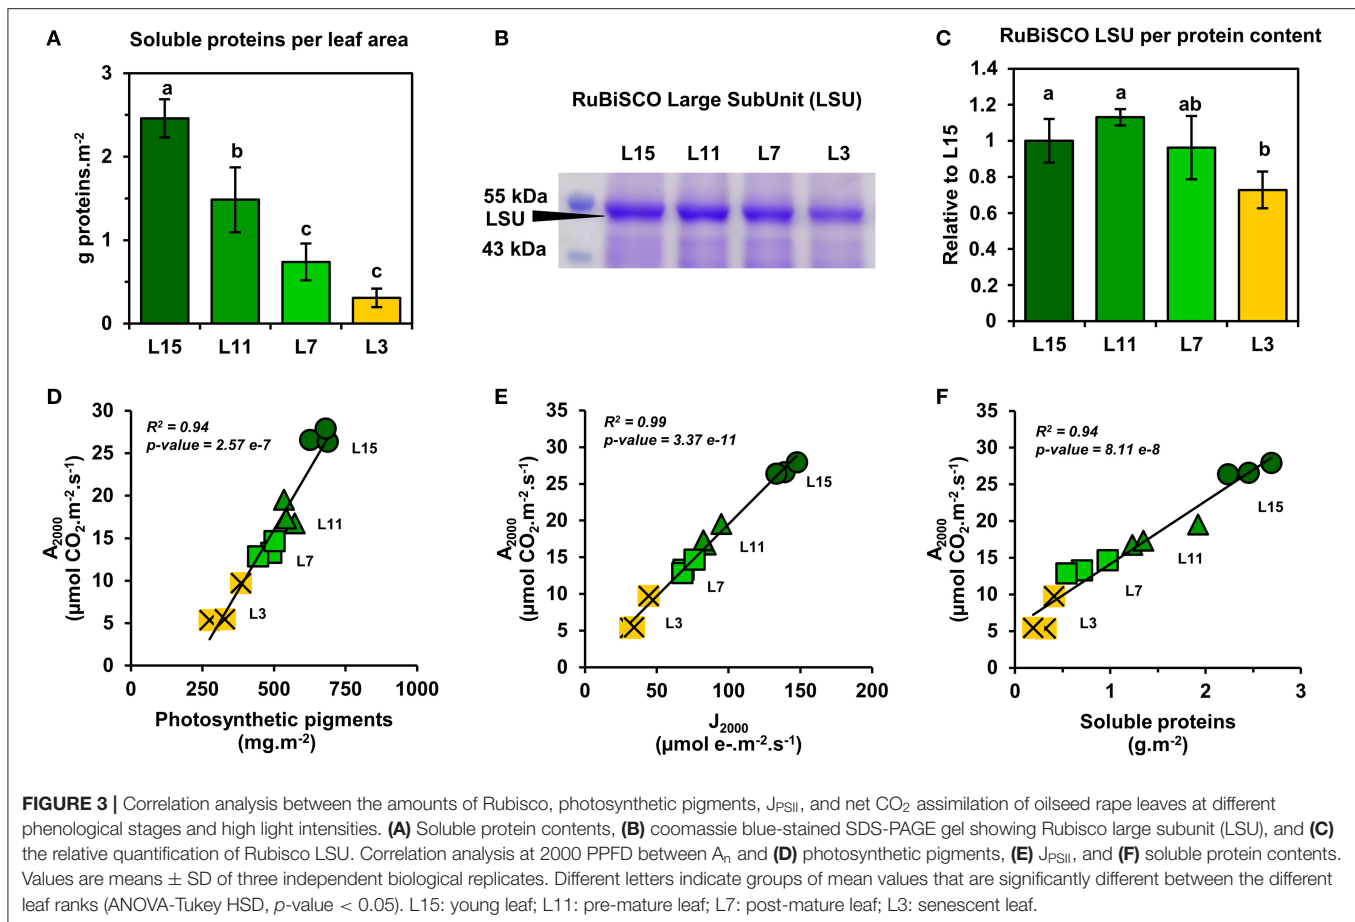 A
Soluble proteins per leaf area
g proteins.m-2
3
2
1
0
a
b
c
c
L15 L11 L7 L3
B
RuBiSCO Large SubUnit (LSU)
L15 L11 L7 L3
55 kDa
LSU
43 kDa
C
RuBiSCO LSU per protein content
Relative to L15
1.4
1.2
1
0.8
0.6
0.4
0.2
0
a
a
ab
b
L15 L11 L7 L3
D
R2 = 0.94
p-value = 2.57 e-7
A2000
(µmol CO2.m-2.s-1)
30
25
20
15
10
5
0
L15
L11
L7
L3
0 250 500 750 1000
Photosynthetic pigments
(mg.m-2)
E
R2 = 0.99
p-value = 3.37 e-11
A2000
(µmol CO2.m-2.s-1)
35
30
25
20
15
10
5
0
L15
L11
L7
L3
0 50 100 150 200
J2000
(µmol e-.m-2.s-1)
F
R2 = 0.94
p-value = 8.11 e-8
A2000
(µmol CO2.m-2.s-1)
35
30
25
20
15
10
5
0
L15
L11
L7
L3
0 1 2 3
Soluble proteins
(g.m-2)
FIGURE 3 | Correlation analysis between the amounts of Rubisco, photosynthetic pigments, JPSII, and net CO2 assimilation of oilseed rape leaves at different
phenological stages and high light intensities. (A) Soluble protein contents, (B) coomassie blue-stained SDS-PAGE gel showing Rubisco large subunit (LSU), and (C)
the relative quantification of Rubisco LSU. Correlation analysis at 2000 PPFD between An and (D) photosynthetic pigments, (E) JPSII, and (F) soluble protein contents.
Values are means ± SD of three independent biological replicates. Different letters indicate groups of mean values that are significantly different between the different
leaf ranks (ANOVA-Tukey HSD, p-value < 0.05). L15: young leaf; L11: pre-mature leaf; L7: post-mature leaf; L3: senescent leaf.